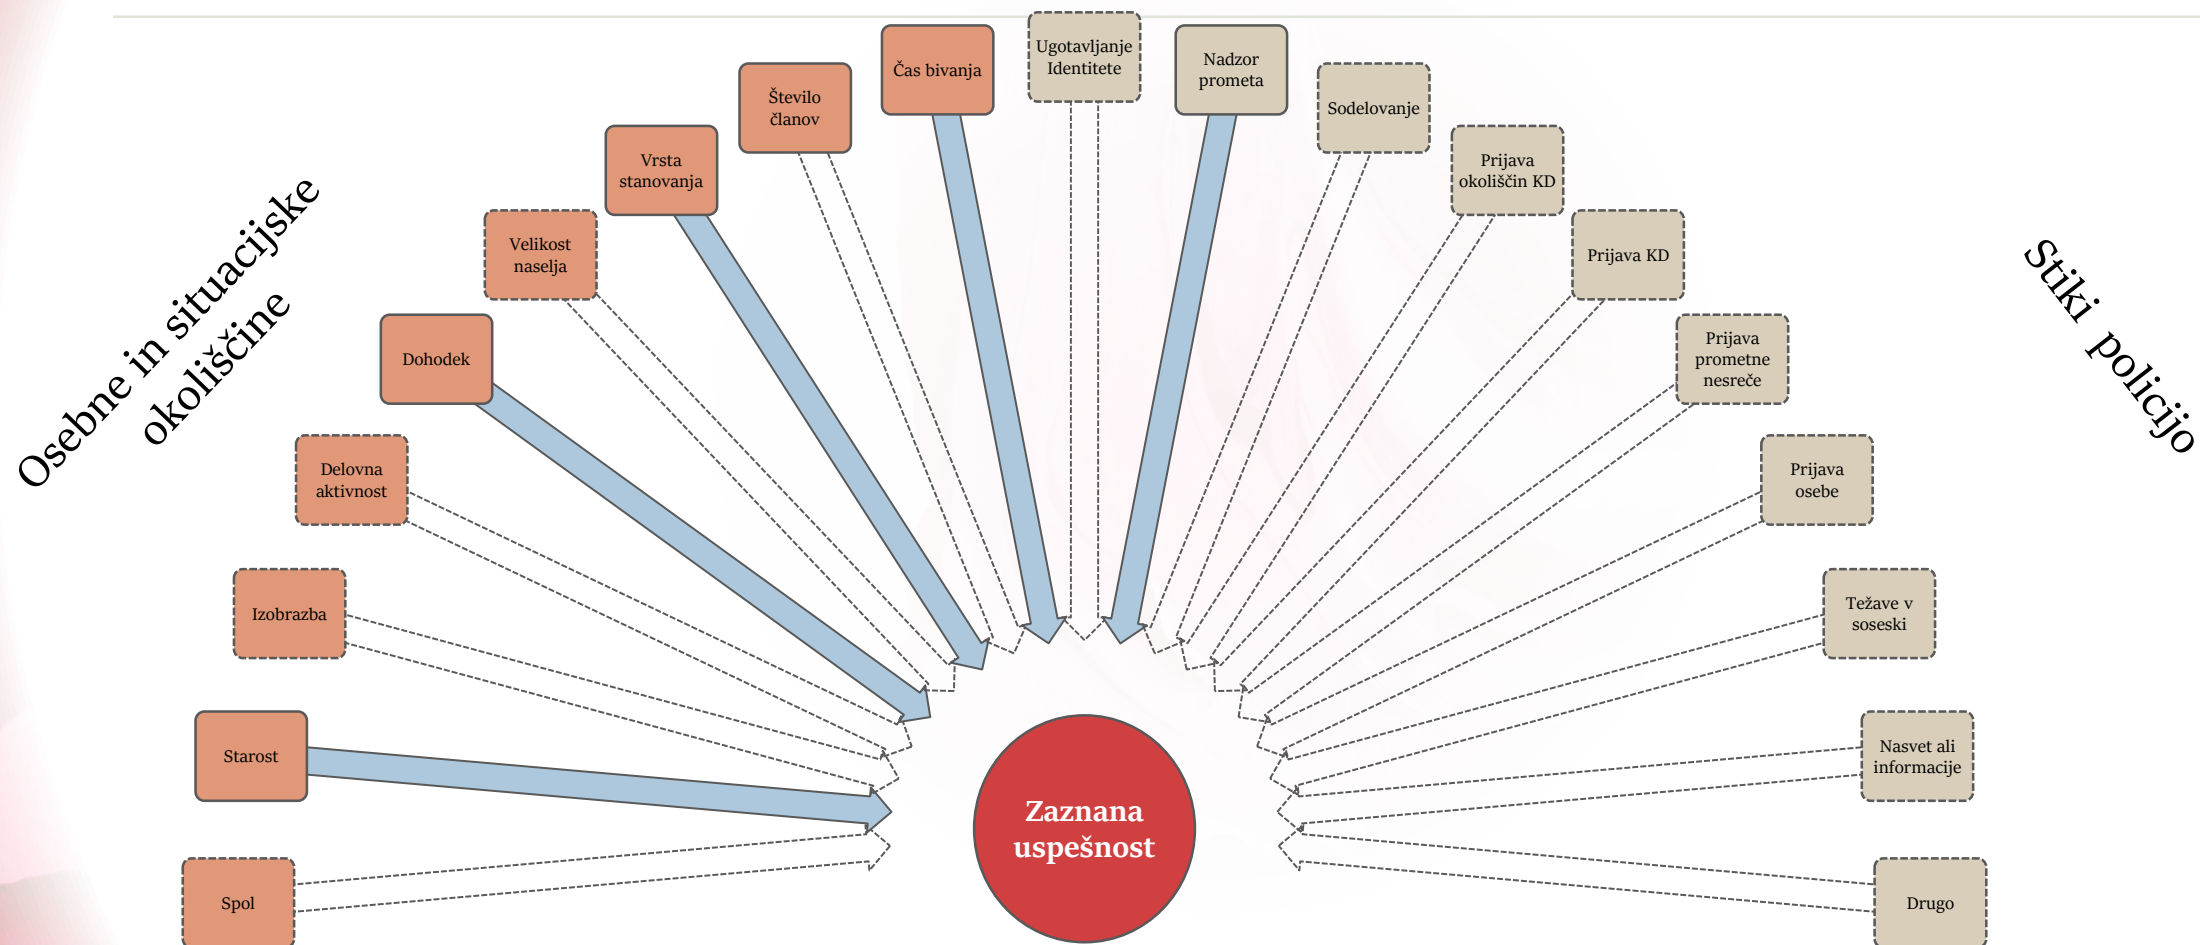 Osebne in situacijske
okoliščine
Stiki policijo
Spol
Starost
Izobrazba
Delovna
aktivnost
Dohodek
Velikost
naselja
Vrsta
stanovanja
Število
članov
Čas bivanja
Ugotavljanje
Identitete
Nadzor
prometa
Sodelovanje
Prijava
okoliščin KD
Prijava KD
Prijava
prometne
nesreče
Prijava
osebe
Težave v
soseski
Nasvet ali
informacije
Drugo
Zaznana
uspešnost